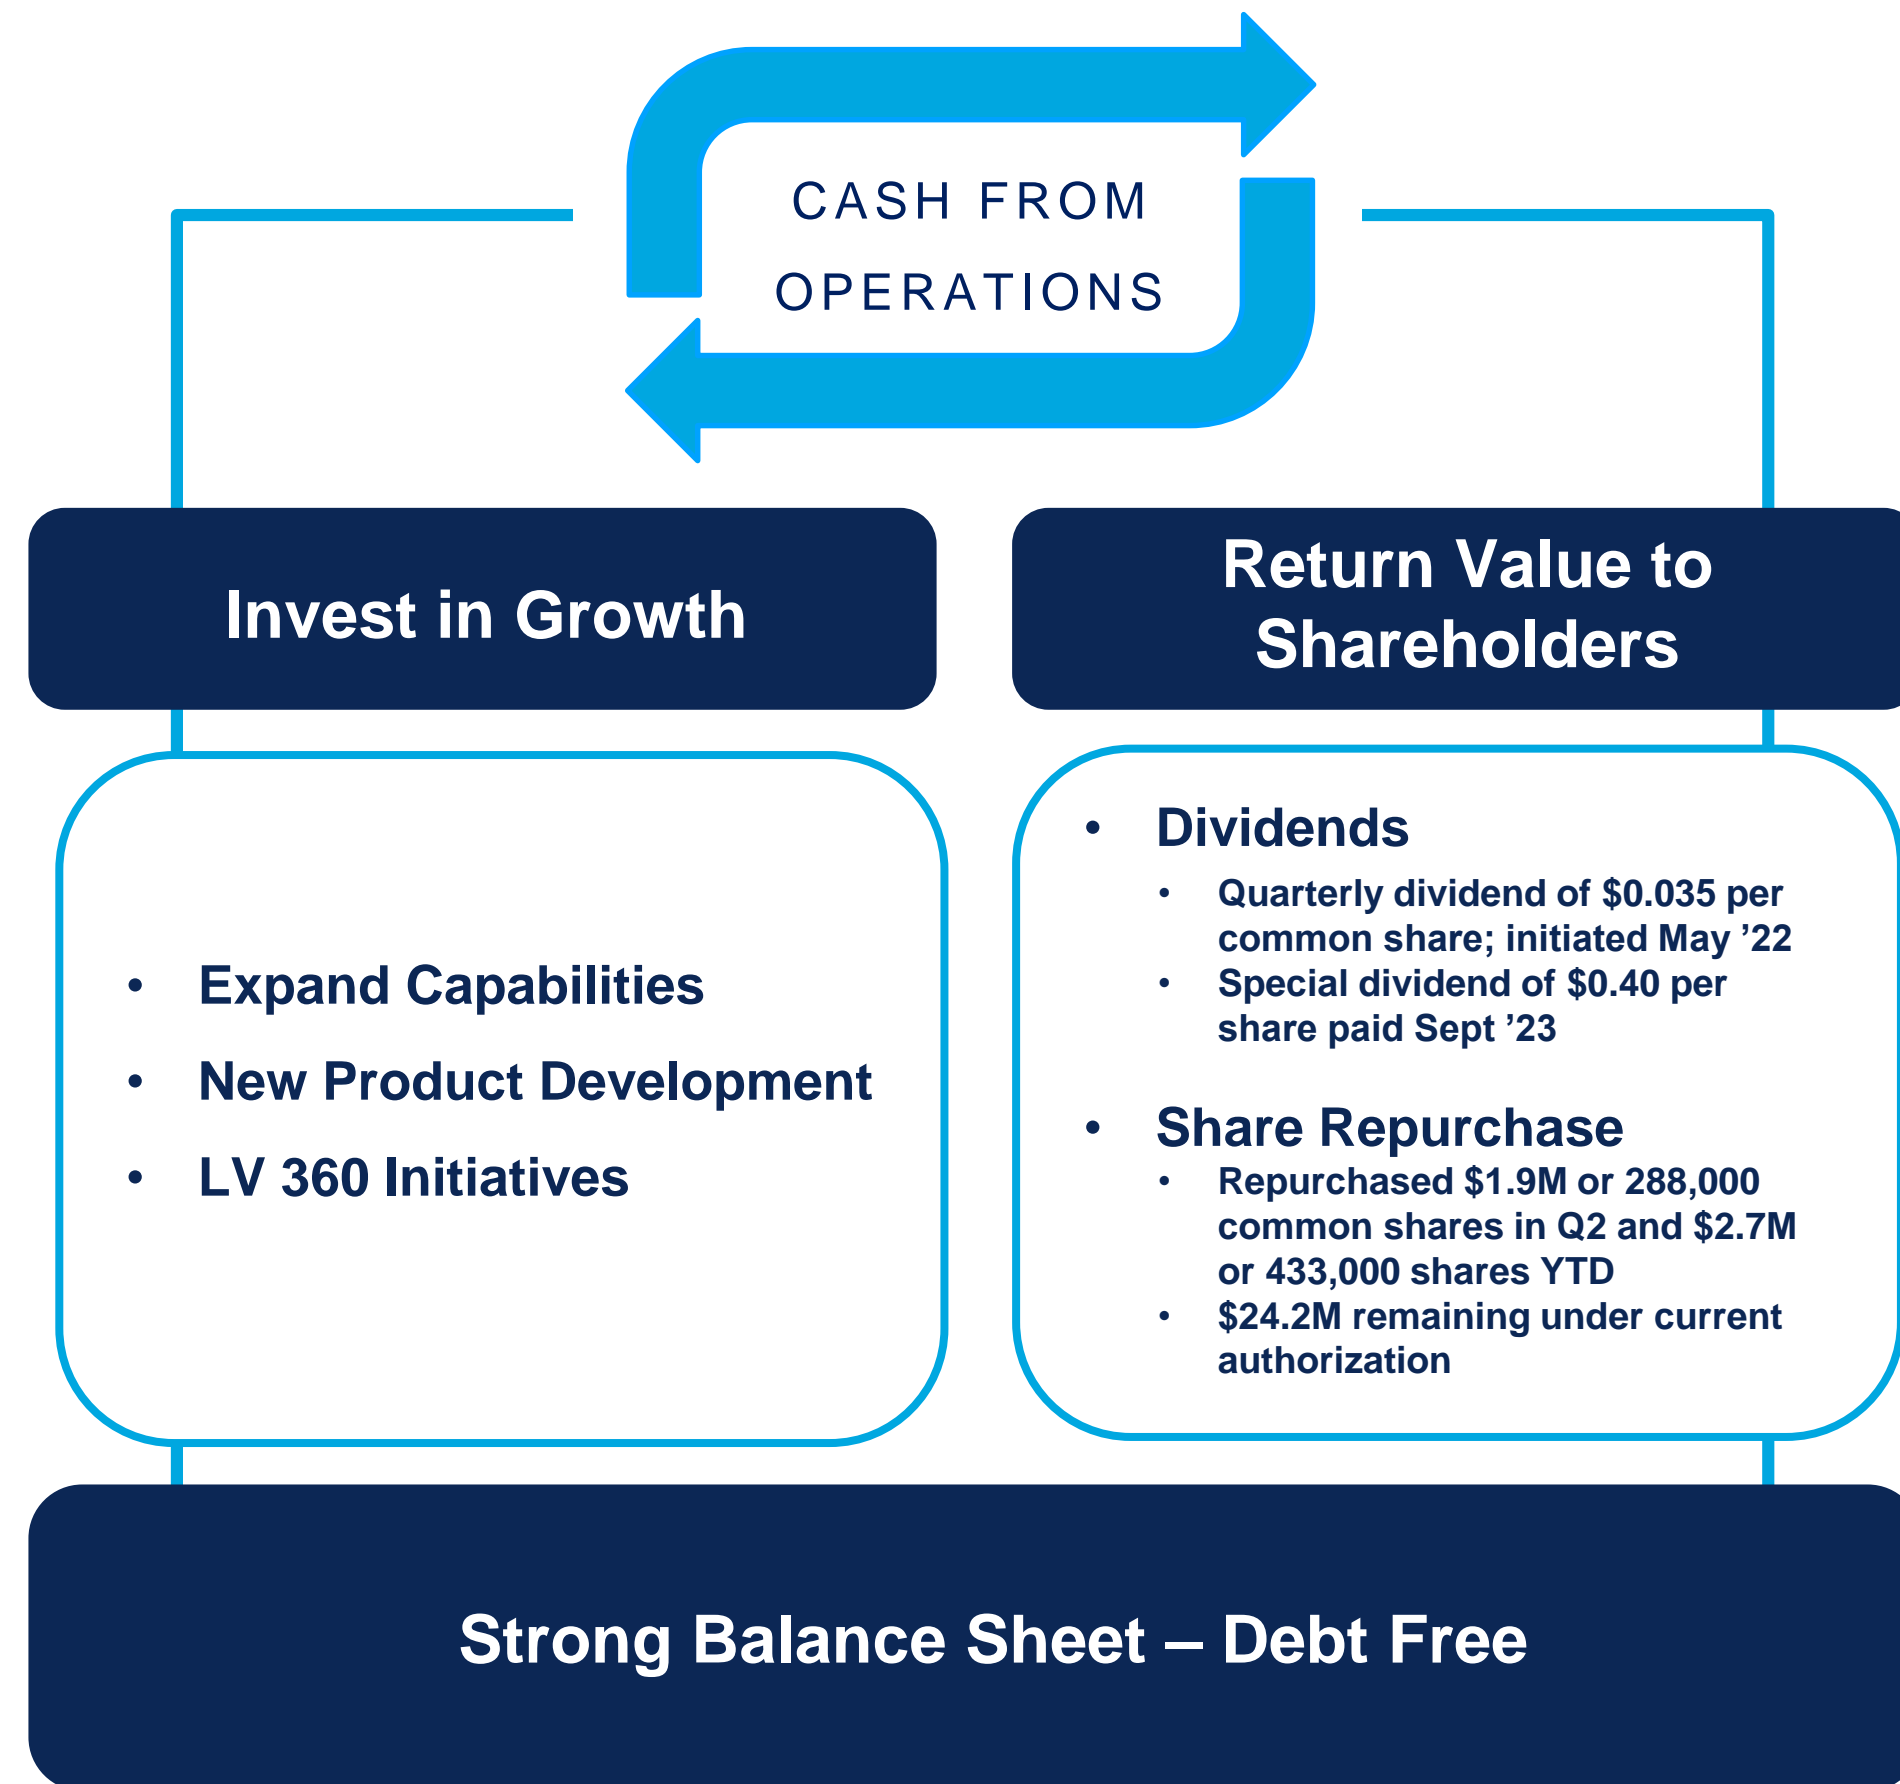 CASH FROM
OPERATIONS
Invest in Growth
Return Value to
Shareholders
• Expand Capabilities
• New Product Development
• LV 360 Initiatives
• Dividends
• Quarterly dividend of $0.035 per
common share; initiated May ’22
• Special dividend of $0.40 per
share paid Sept ’23
• Share Repurchase
• Repurchased $1.9M or 288,000
common shares in Q2 and $2.7M
or 433,000 shares YTD
• $24.2M remaining under current
authorization
Strong Balance Sheet – Debt Free